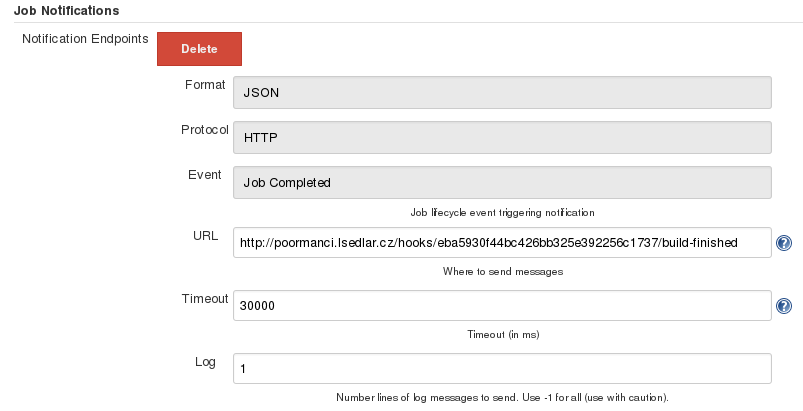 Job Notifications
Notification Endpoints
Delete
Format
JSON
Protocol
HTTP
Event
Job Completed
Job lifecycle event triggering notification
URL
http://poormanci.lsedlar.cz/hooks/eba5930f44bc426bb325e392256c1737/build-finished
?
Where to send messages
Timeout
30000
?
Timeout (in ms)
Log
1
Number lines of log messages to send. Use -1 for all (use with caution).